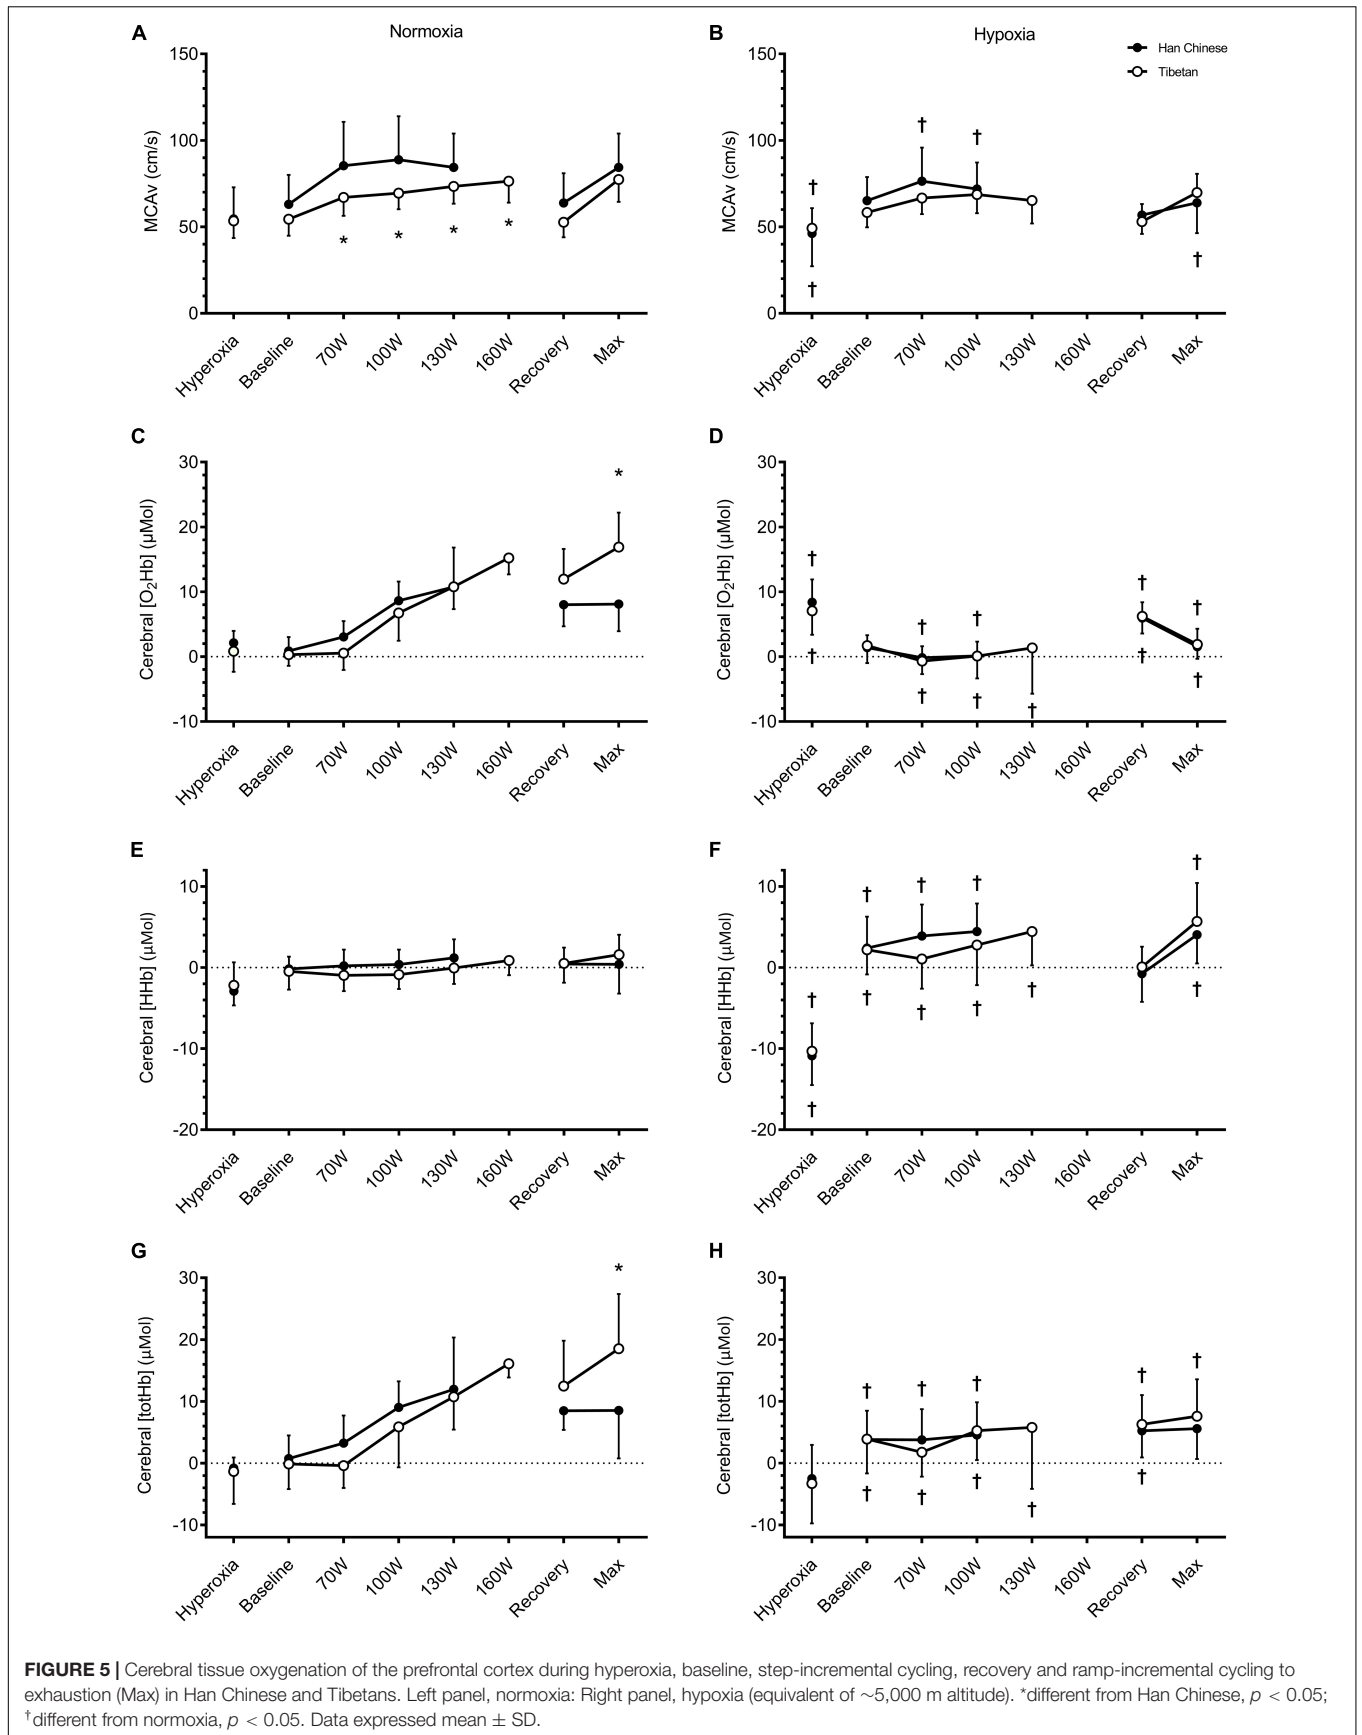 A
Normoxia
B
Hypoxia
Han Chinese
Tibetan
150
100
50
0
MCAv (cm/s)
*
*
*
*
Hyperoxia
Baseline
70W
100W
130W
160W
Recovery
Max
150
100
50
0
MCAv (cm/s)
†
†
†
†
†
Hyperoxia
Baseline
70W
100W
130W
160W
Recovery
Max
C
30
20
10
0
-10
Cerebral [O₂Hb] (µMol)
*
Hyperoxia
Baseline
70W
100W
130W
160W
Recovery
Max
D
30
20
10
0
-10
Cerebral [O₂Hb] (µMol)
†
†
†
†
†
†
†
†
†
†
†
Hyperoxia
Baseline
70W
100W
130W
160W
Recovery
Max
E
10
0
-10
-20
Cerebral [HHb] (µMol)
Hyperoxia
Baseline
70W
100W
130W
160W
Recovery
Max
F
10
0
-10
-20
Cerebral [HHb] (µMol)
†
†
†
†
†
†
†
†
†
†
†
Hyperoxia
Baseline
70W
100W
130W
160W
Recovery
Max
G
30
20
10
0
-10
Cerebral [totHb] (µMol)
*
Hyperoxia
Baseline
70W
100W
130W
160W
Recovery
Max
H
30
20
10
0
-10
Cerebral [totHb] (µMol)
†
†
†
†
†
†
†
†
†
†
Hyperoxia
Baseline
70W
100W
130W
160W
Recovery
Max
FIGURE 5 | Cerebral tissue oxygenation of the prefrontal cortex during hyperoxia, baseline, step-incremental cycling, recovery and ramp-incremental cycling to
exhaustion (Max) in Han Chinese and Tibetans. Left panel, normoxia: Right panel, hypoxia (equivalent of ∼5,000 m altitude). *different from Han Chinese, p < 0.05;
†different from normoxia, p < 0.05. Data expressed mean ± SD.